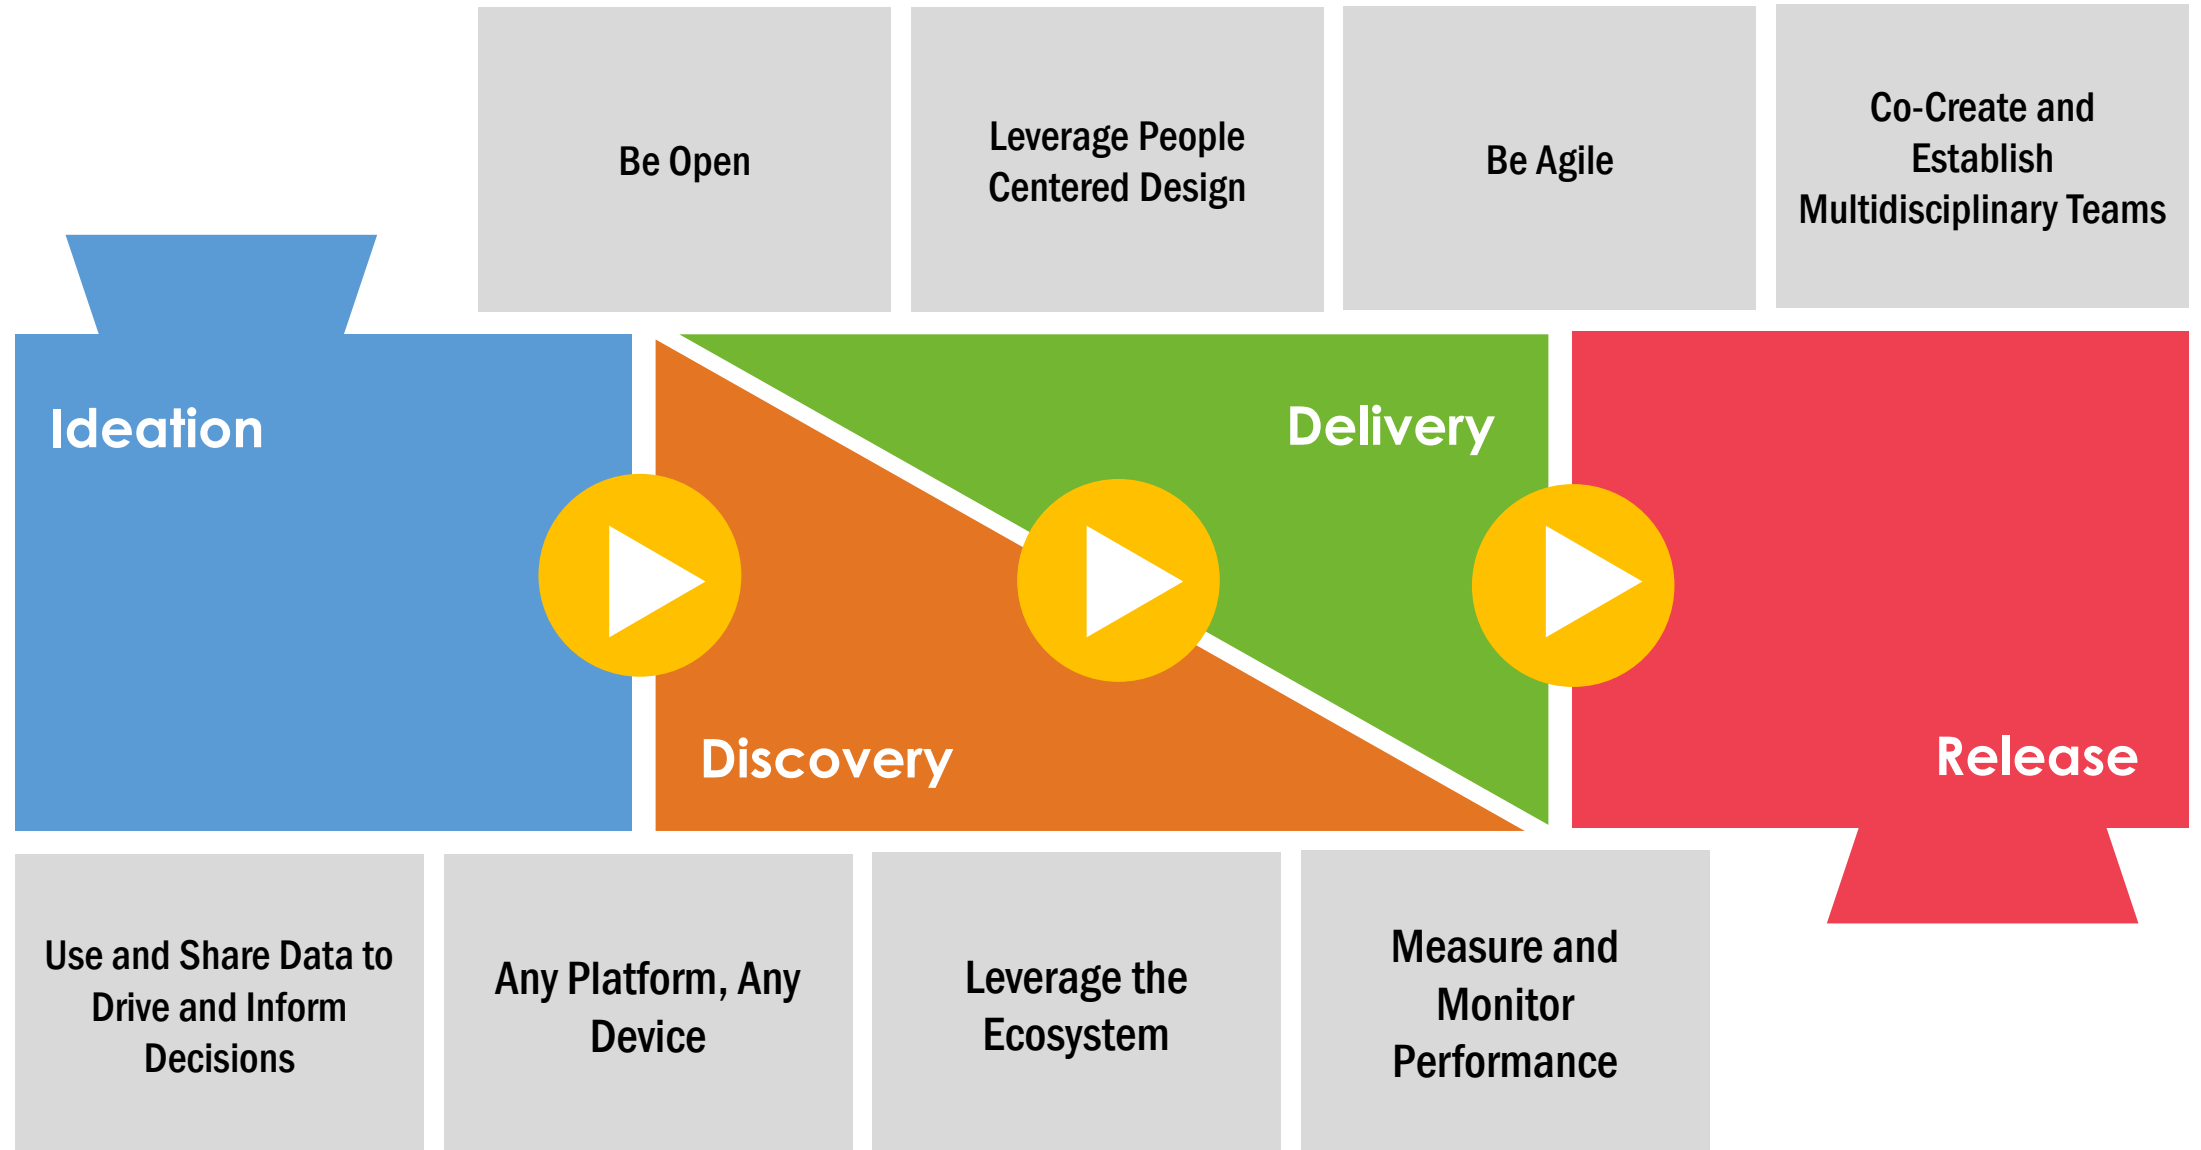 Be Open
Leverage People
Centered Design
Be Agile
Co-Create and
Establish
Multidisciplinary Teams
Ideation
Delivery
Discovery
Release
Use and Share Data to
Drive and Inform
Decisions
Any Platform, Any
Device
Leverage the
Ecosystem
Measure and
Monitor
Performance